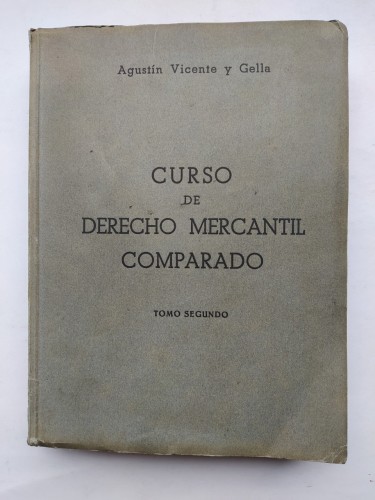 Agustín Vicente y Gella
CURSO
DE
DERECHO MERCANTIL
COMPARADO
TOMO SEGUNDO